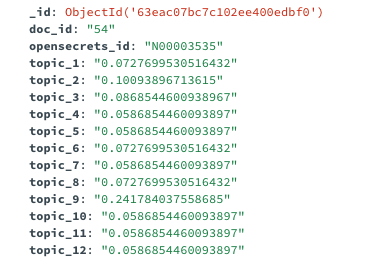 _id: ObjectId('63eac07bc7c102ee400edbf0')
doc_id: "54"
opensecrets_id: "N00003535"
topic_1: "0.0727699530516432"
topic_2: "0.10093896713615"
topic_3: "0.0868544600938967"
topic_4: "0.0586854460093897"
topic_5: "0.0586854460093897"
topic_6: "0.0727699530516432"
topic_7: "0.0586854460093897"
topic_8: "0.0727699530516432"
topic_9: "0.241784037558685"
topic_10: "0.0586854460093897"
topic_11: "0.0586854460093897"
topic_12: "0.0586854460093897"